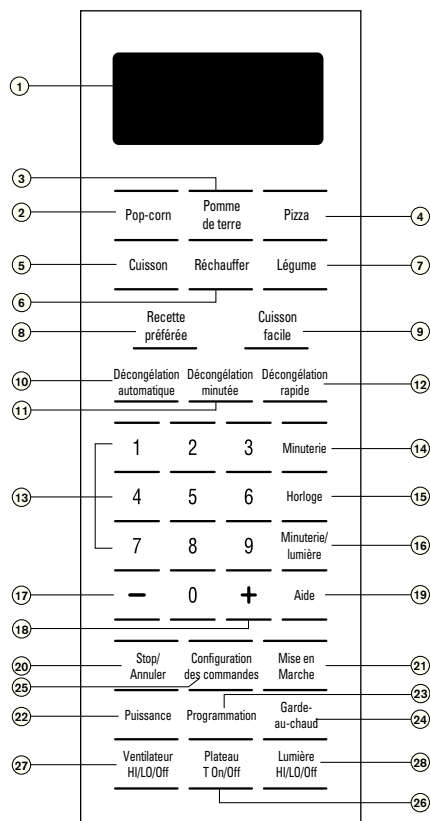 1
3
2
Pop-corn
Pomme
de terre
Pizza
4
5
Cuisson
Réchauffer
Légume
7
6
8
Recette
préférée
Cuisson
facile
9
10
Décongélation
automatique
Décongélation
minutée
Décongélation
rapide
12
11
1 2 3 Minuterie
14
13
4 5 6 Horloge
15
7 8 9 Minuterie/
lumière
16
17
– 0 + Aide
19
18
20
Stop/
Annuler
Configuration
des commandes
Mise en
Marche
21
25
23
22
Puissance
Programmation
Garde-
au-chaud
24
27
Ventilateur
HI/LO/Off
Plateau
T On/Off
Lumière
HI/LO/Off
28
26